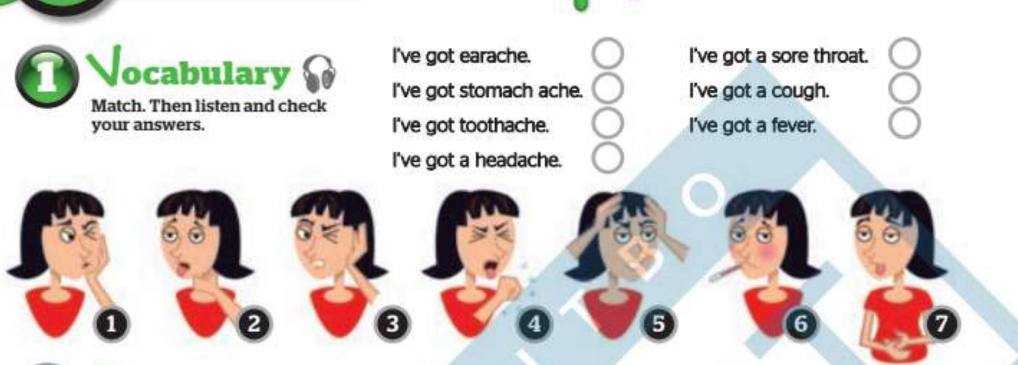 1 Vocabulary
Match. Then listen and check
your answers.
I've got earache.
I've got stomach ache.
I've got toothache.
I've got a headache.
I've got a sore throat.
I've got a cough.
I've got a fever.
1 2 3 4 5 6 7